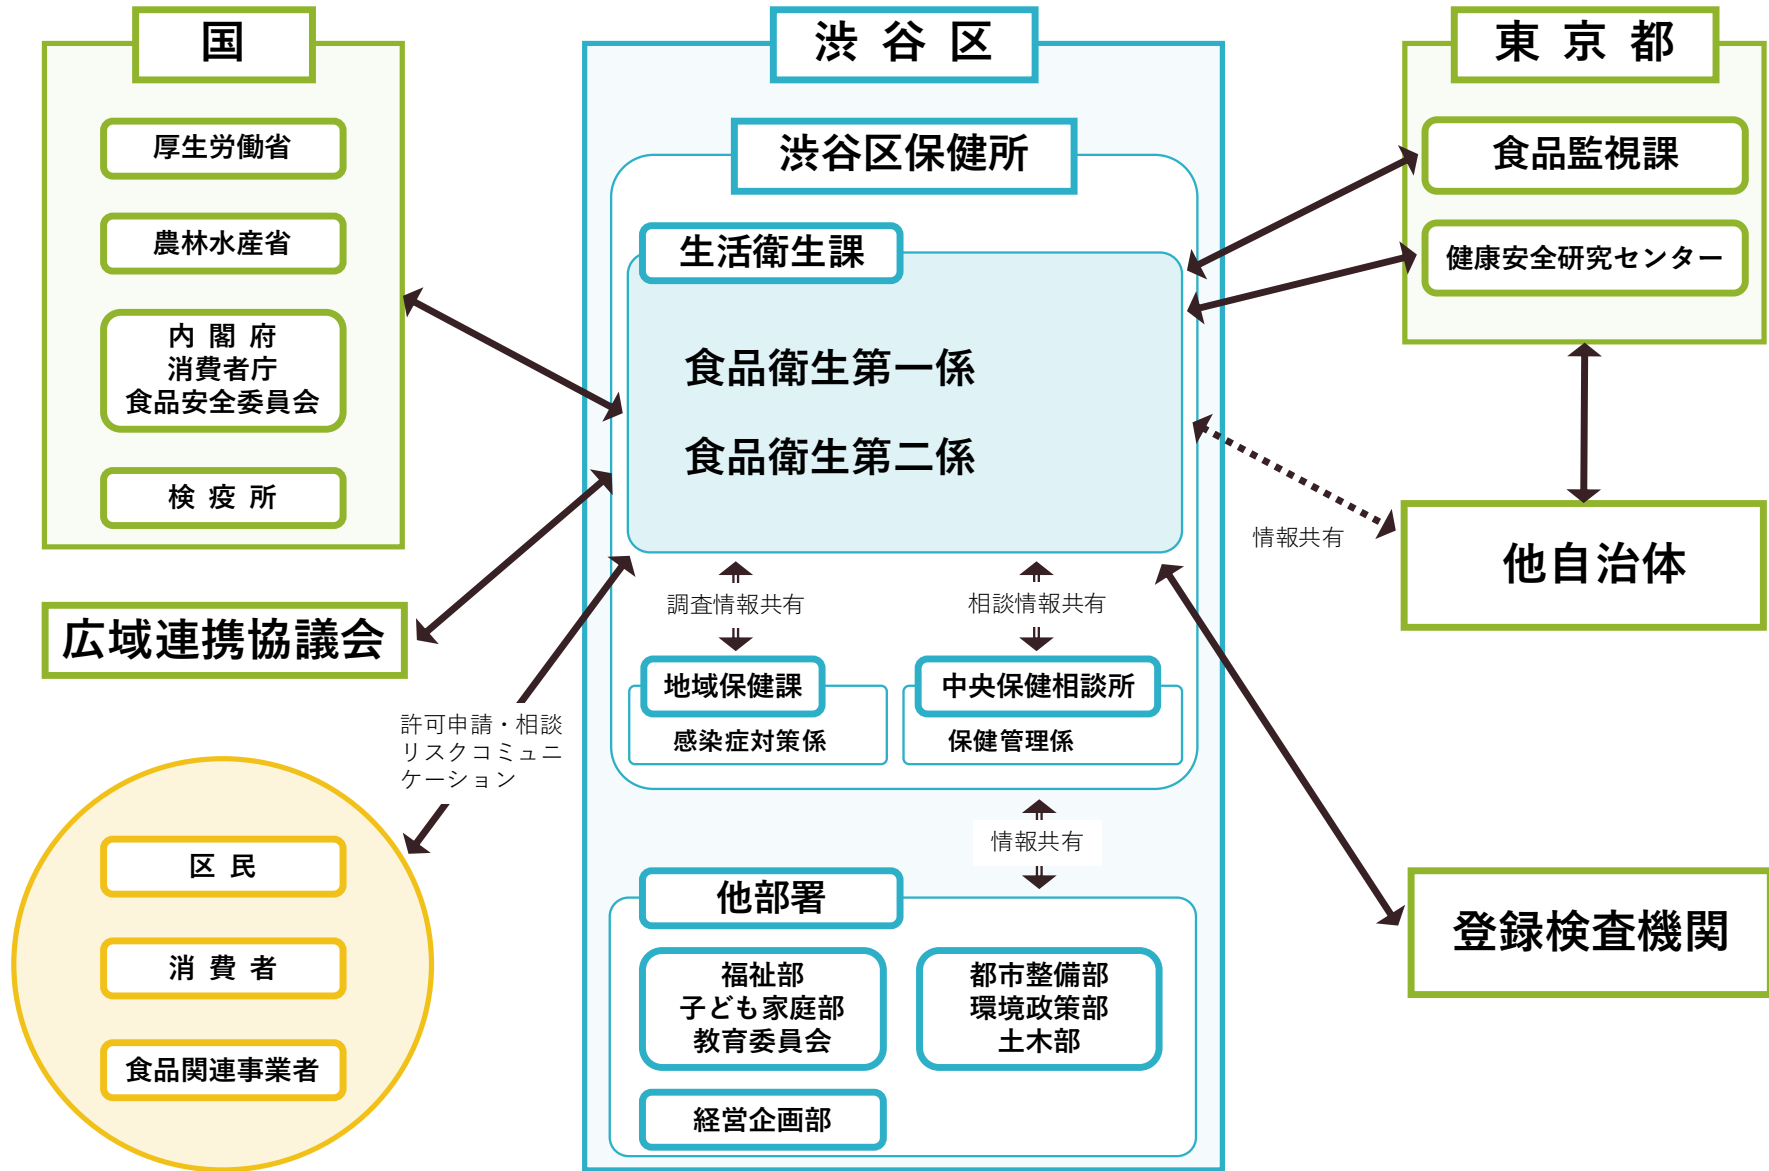 国
厚生労働省
農林水産省
内閣府
消費者庁
食品安全委員会
検疫所
広域連携協議会
許可申請・相談
リスクコミュニ
ケーション
区民
消費者
食品関連事業者
渋谷区
渋谷区保健所
生活衛生課
食品衛生第一係
食品衛生第二係
調査情報共有
相談情報共有
地域保健課
感染症対策係
中央保健相談所
保健管理係
情報共有
他部署
福祉部
子ども家庭部
教育委員会
都市整備部
環境政策部
土木部
経営企画部
東京都
食品監視課
健康安全研究センター
情報共有
他自治体
登録検査機関